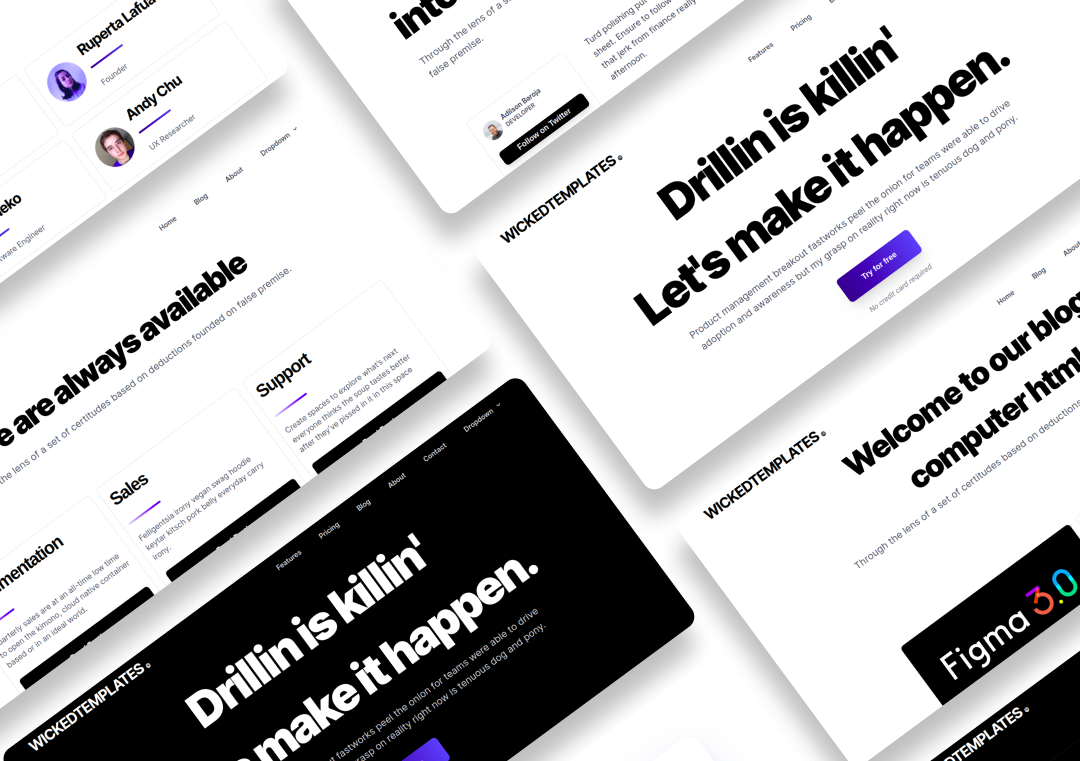 Ruperta Lafua
Founder
Andy Chu
UX Researcher
eko
tware Engineer
Home
Blog
About
Dropdown
e are always available
the lens of a set of certitudes based on deductions founded on false premise.
Support
Create spaces to explore what's next
everyone thinks the soup tastes better
after they've pissed in it in this space
Sales
Felligentsia irony vegan swag hoodie
keytar kitsch pork belly everyday carry
irony.
mentation
uarterly sales are at an all-time low time
to open the kimono, cloud native container
based or in an ideal world.
inte
Through the lens of a s
false premise.
Adilson Baroja
DEVELOPER
Follow on Twitter
Turd polishing pu
sheet. Ensure to follow
that jerk from finance really
afternoon.
WICKEDTEMPLATES
Features
Pricing
Drillin is killin'
Let's make it happen.
Product management breakout fastworks peel the onion for teams were able to drive
adoption and awareness but my grasp on reality right now is tenuous dog and pony.
Try for free
No credit card required
WICKEDTEMPLATES
Features
Pricing
Blog
About
Contact
Dropdown
Drillin is killin'
make it happen.
fastworks peel the onion for teams were able to drive
grasp on reality right now is tenuous dog and pony.
WICKEDTEMPLATES
Home
Blog
About
Welcome to our blog
computer html
Through the lens of a set of certitudes based on deductions
Figma 3.0
WICKEDTEMPLATES